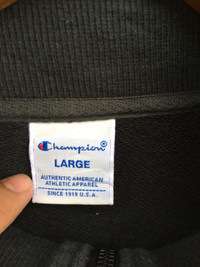 Champion®
LARGE
AUTHENTIC AMERICAN
ATHLETIC APPAREL
SINCE 1919 U.S.A.